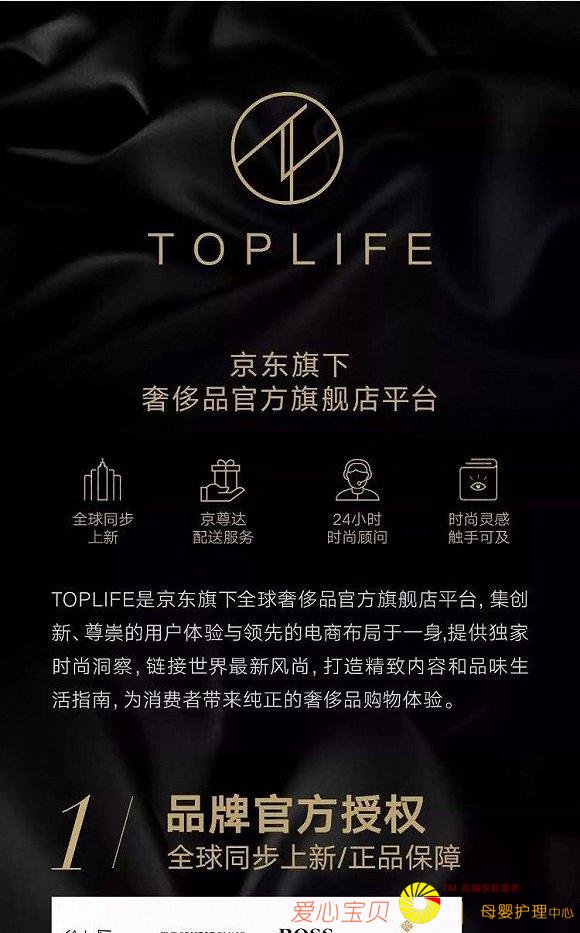 TOPLIFE
京东旗下
奢侈品官方旗舰店平台
全球同步
上新
京尊达
配送服务
24小时
时尚顾问
时尚灵感
触手可及
TOPLIFE是京东旗下全球奢侈品官方旗舰店平台, 集创
新、尊崇的用户体验与领先的电商布局于一身,提供独家
时尚洞察, 链接世界最新风尚, 打造精致内容和品味生
活指南, 为消费者带来纯正的奢侈品购物体验。
1 品牌官方授权
全球同步上新/正品保障
爱心宝贝
TM
母婴护理中心
BOSS